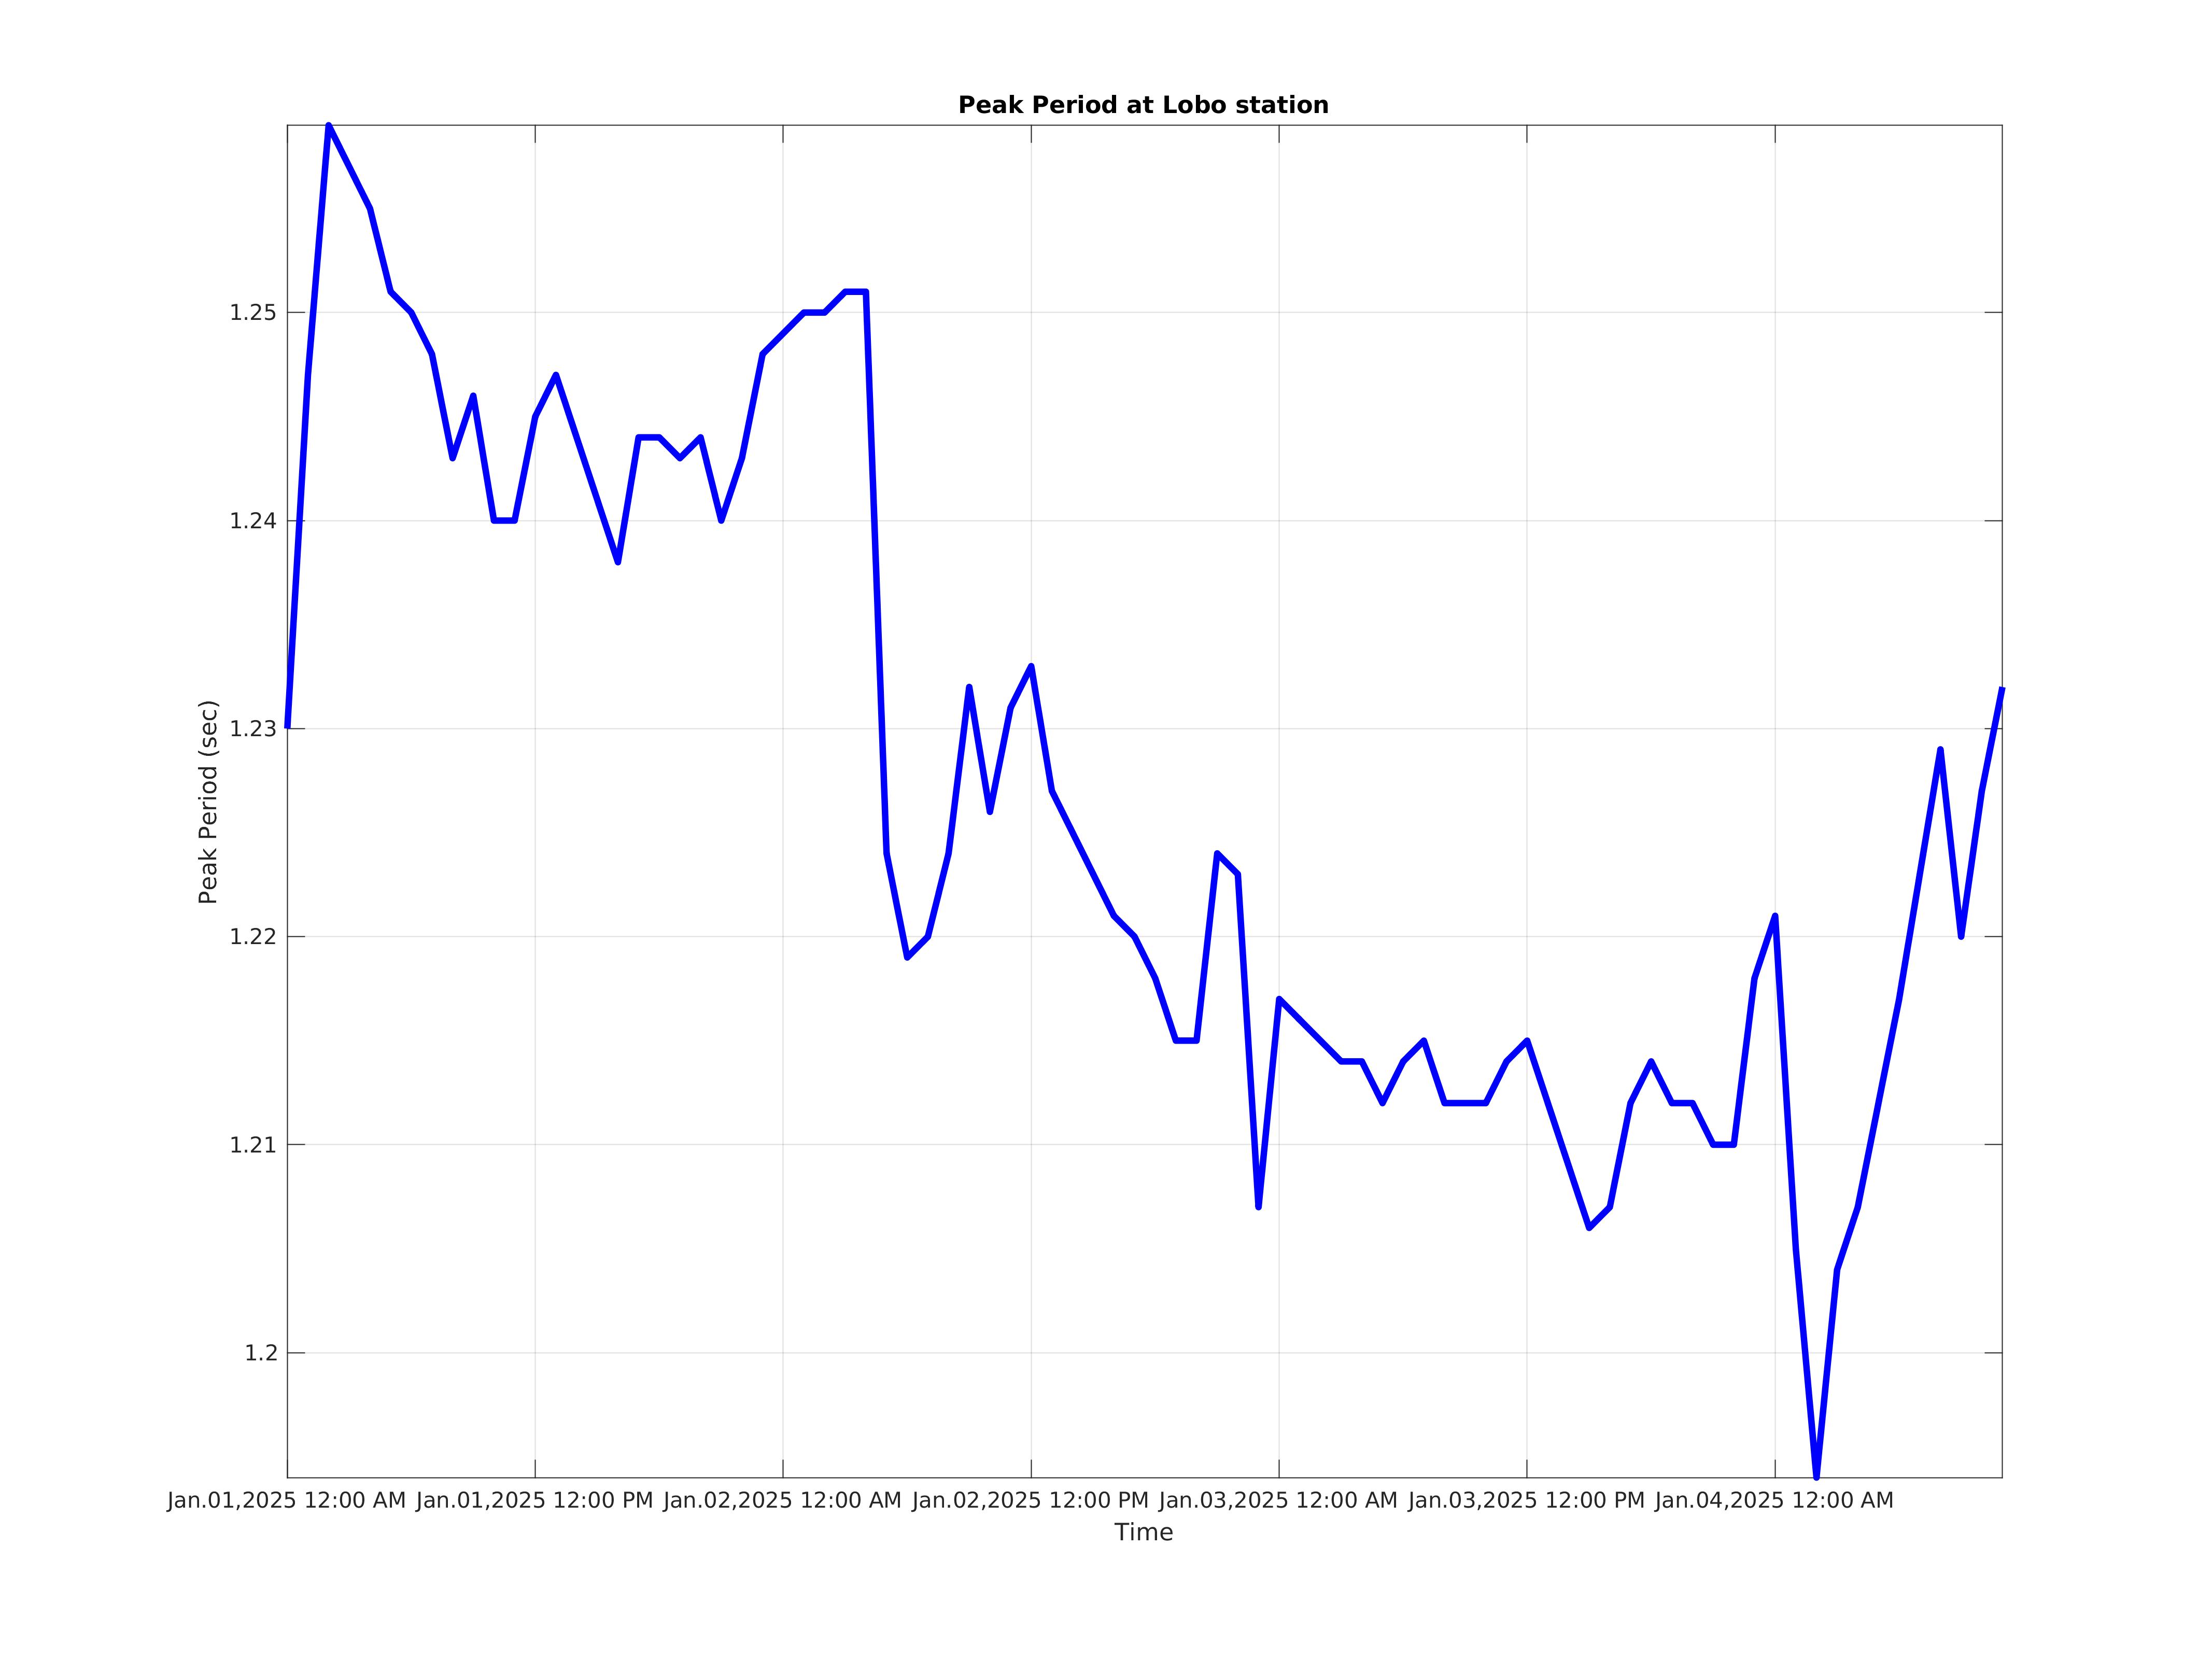 Peak Period at Lobo station
Peak Period (sec)
1.25
1.24
1.23
1.22
1.21
1.2
Jan.01,2025 12:00 AM Jan.01,2025 12:00 PM Jan.02,2025 12:00 AM Jan.02,2025 12:00 PM Jan.03,2025 12:00 AM Jan.03,2025 12:00 PM Jan.04,2025 12:00 AM
Time